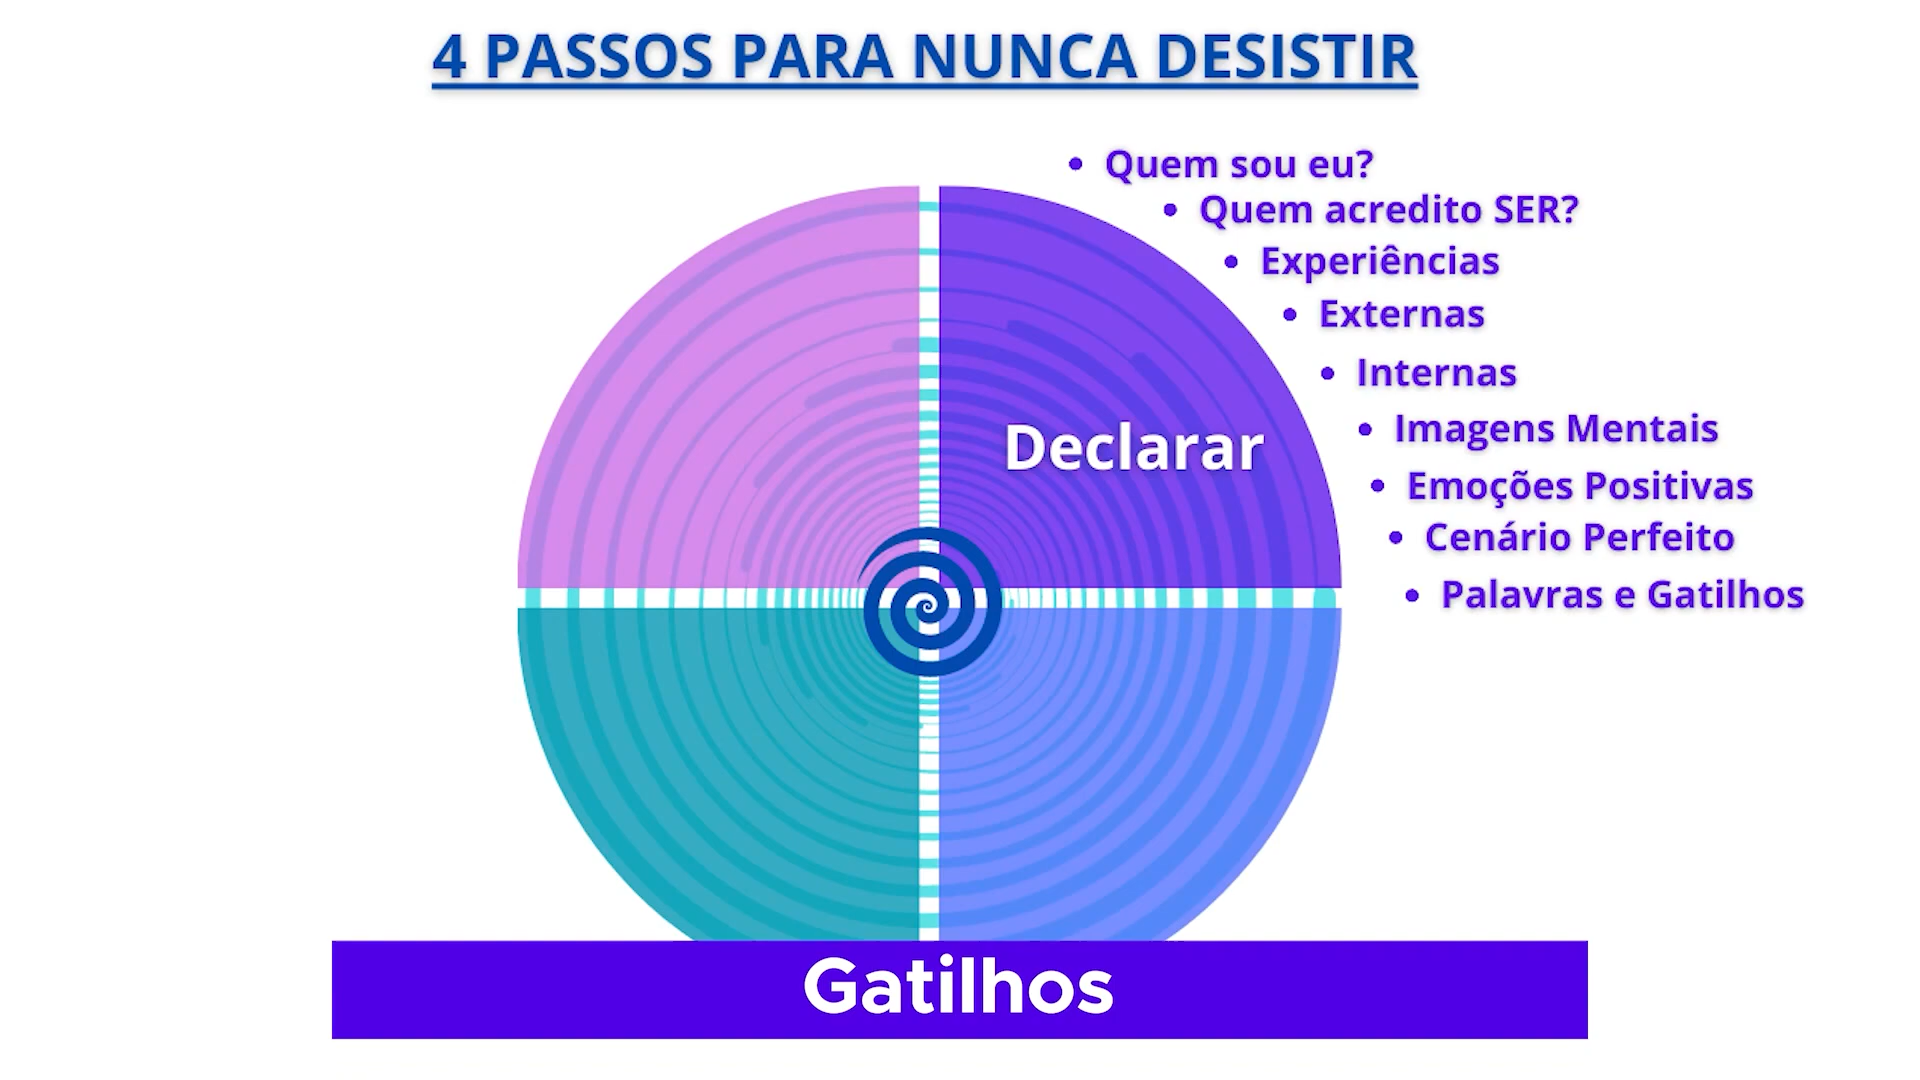 4 PASSOS PARA NUNCA DESISTIR
• Quem sou eu?
• Quem acredito SER?
• Experiências
• Externas
• Internas
• Imagens Mentais
• Emoções Positivas
• Cenário Perfeito
• Palavras e Gatilhos
Declarar
Gatilhos